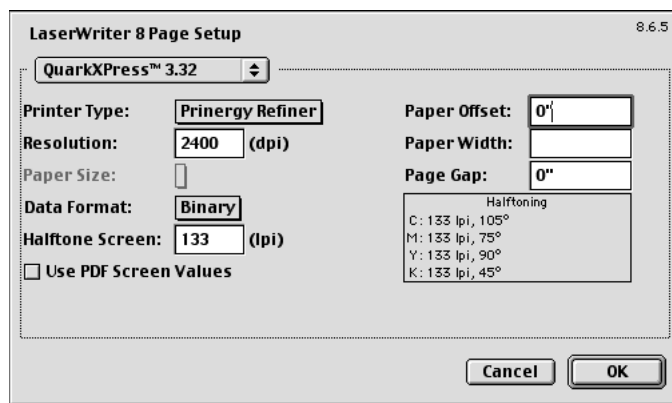 LaserWriter 8 Page Setup
8.6.5
QuarkXPress™ 3.32
Printer Type: Prinergy Refiner
Paper Offset: 0"
Resolution: 2400 (dpi)
Paper Width:
Paper Size:
Page Gap: 0"
Data Format: Binary
Halftone Screen: 133 (lpi)
Use PDF Screen Values
Halftoning
C: 133 lpi, 105°
M: 133 lpi, 75°
Y: 133 lpi, 90°
K: 133 lpi, 45°
Cancel
OK